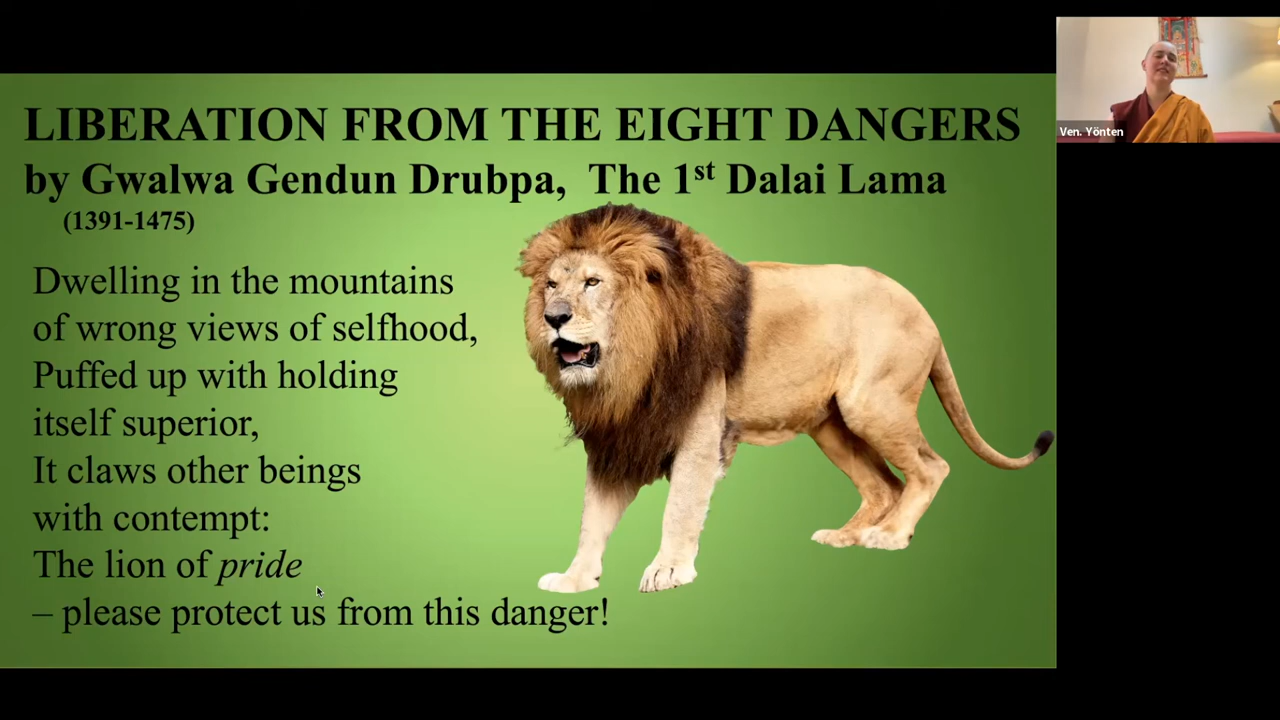 LIBERATION FROM THE EIGHT DANGERS
by Gwalwa Gendun Drubpa, The 1st Dalai Lama
(1391-1475)
Dwelling in the mountains
of wrong views of selfhood,
Puffed up with holding
itself superior,
It claws other beings
with contempt:
The lion of pride
– please protect us from this danger!
Ven. Yönten